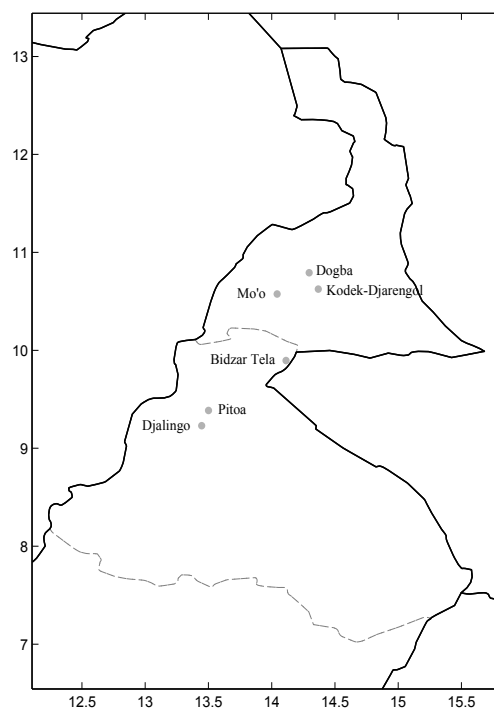 13
12
11
10
9
8
7
Dogba
Mo'o
Kodek-Djarengol
Bidzar Tela
Pitoa
Djalingo
12.5 13 13.5 14 14.5 15 15.5